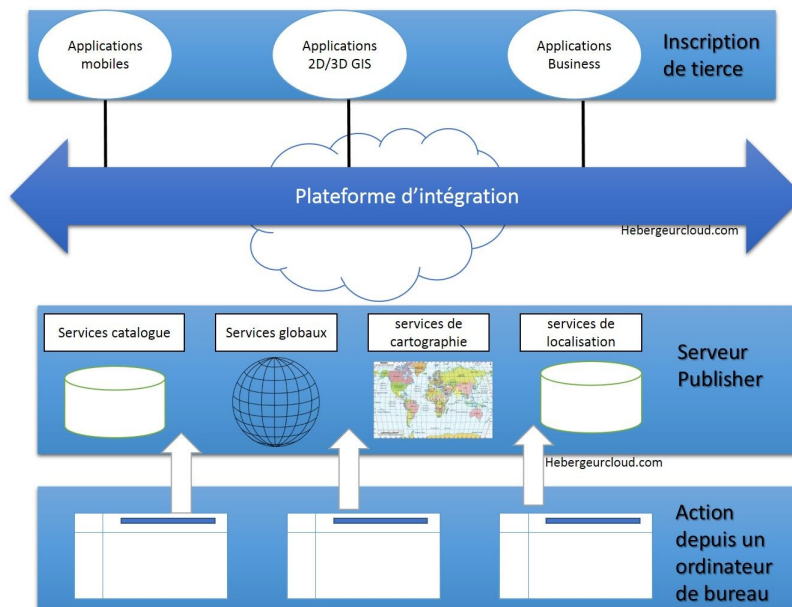 Applications
mobiles
Applications
2D/3D GIS
Applications
Business
Inscription
de tierce
Plateforme d'intégration
Hebergeurcloud.com
Services catalogue
Services globaux
services de
cartographie
services de
localisation
Serveur
Publisher
Hebergeurcloud.com
Action
depuis un
ordinateur
de bureau